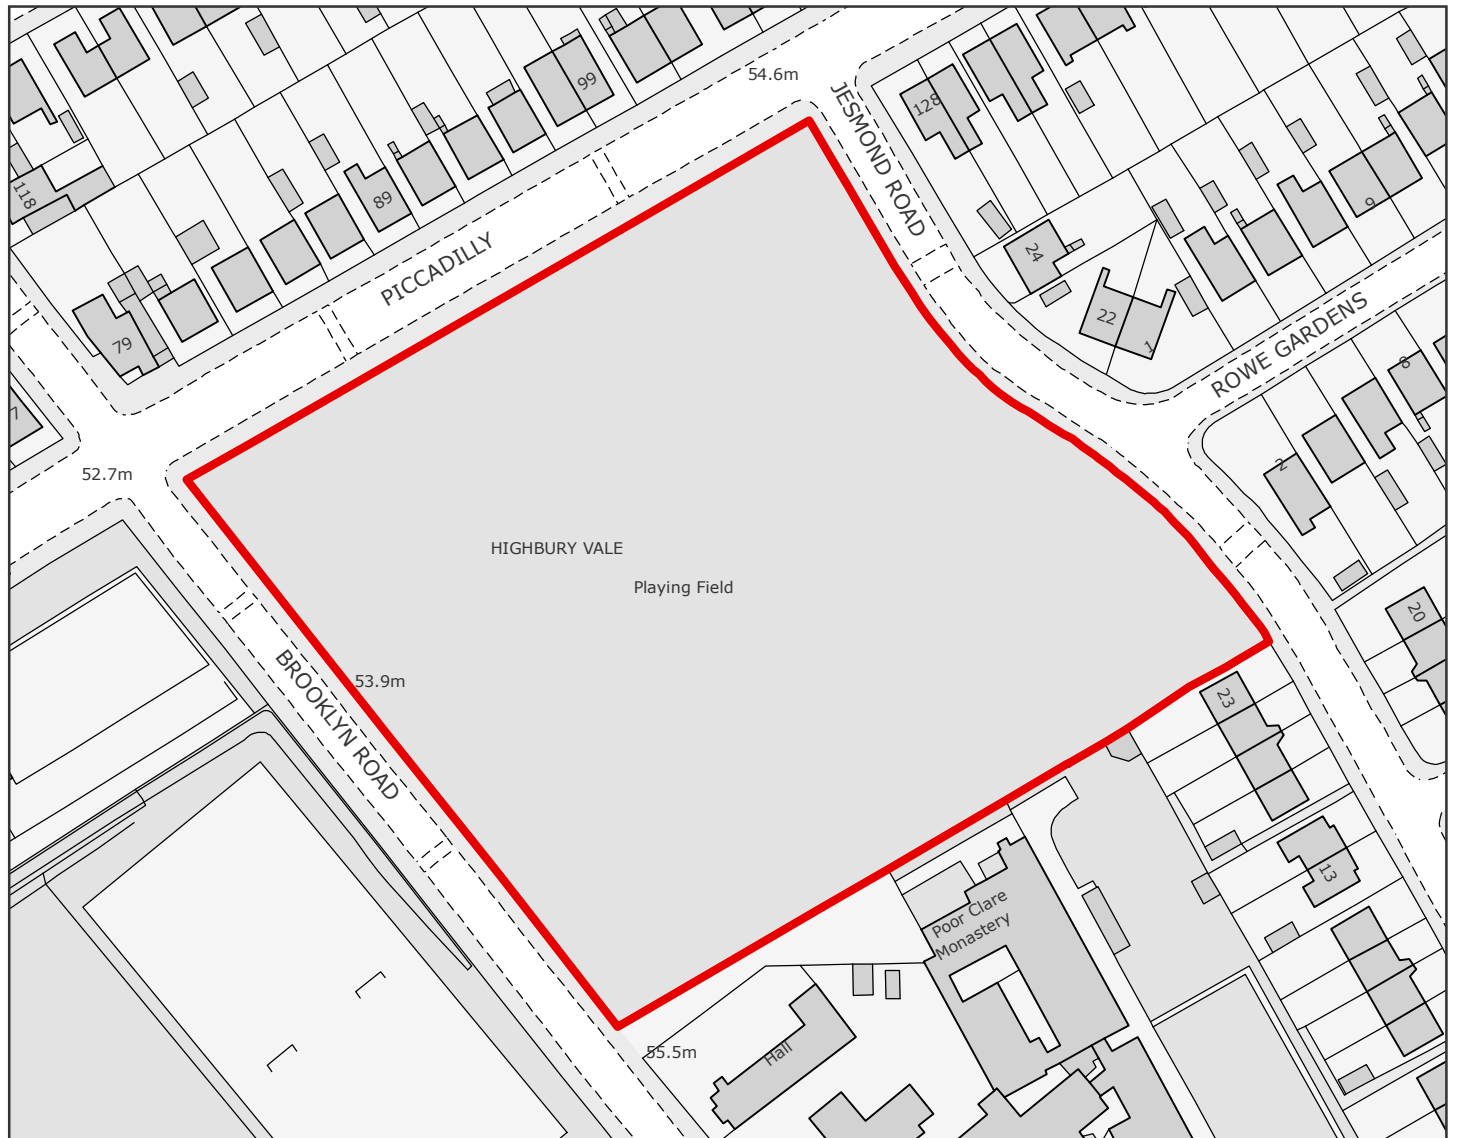 54.6m
JESMOND ROAD
99
128
118
89
PICCADILLY
24
9
79
22
1
ROWE GARDENS
8
7
52.7m
2
HIGHBURY VALE
Playing Field
20
53.9m
BROOKLYN ROAD
23
13
Poor Clare
Monastery
55.5m
Hall